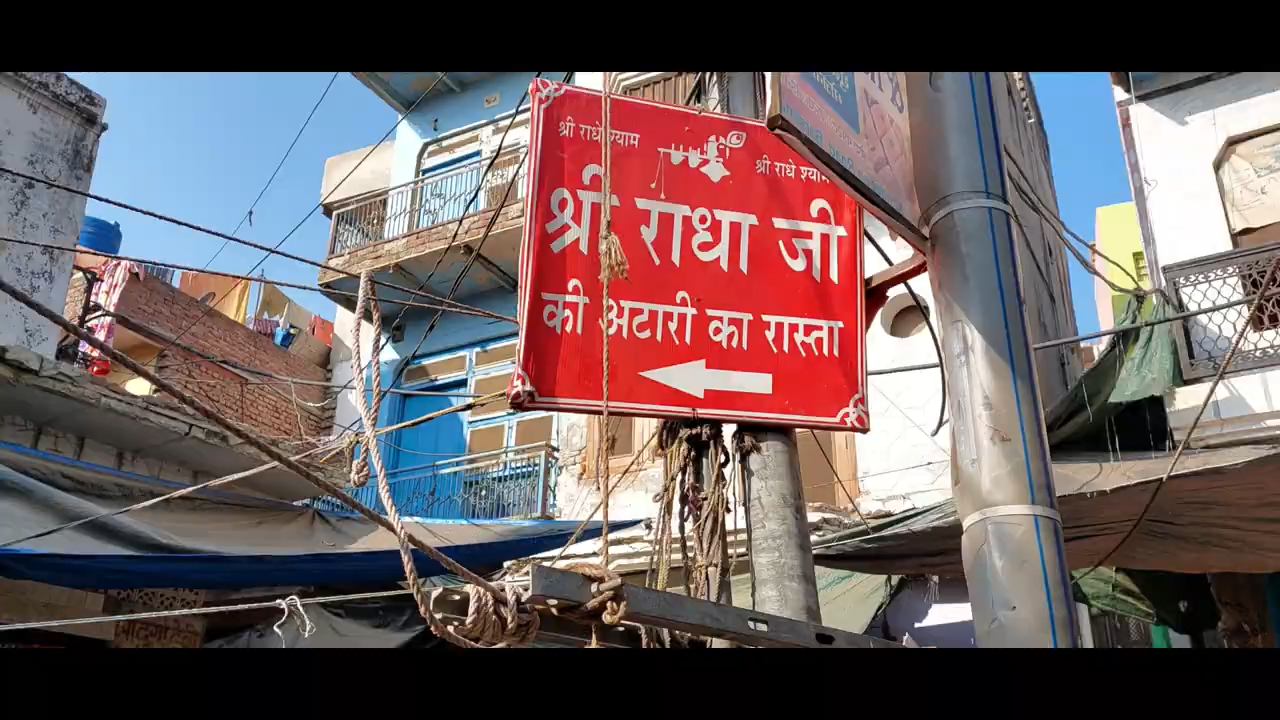 श्री राधे श्याम
श्री राधे श्याम
श्री राधा जी
की अटारी का रास्ता